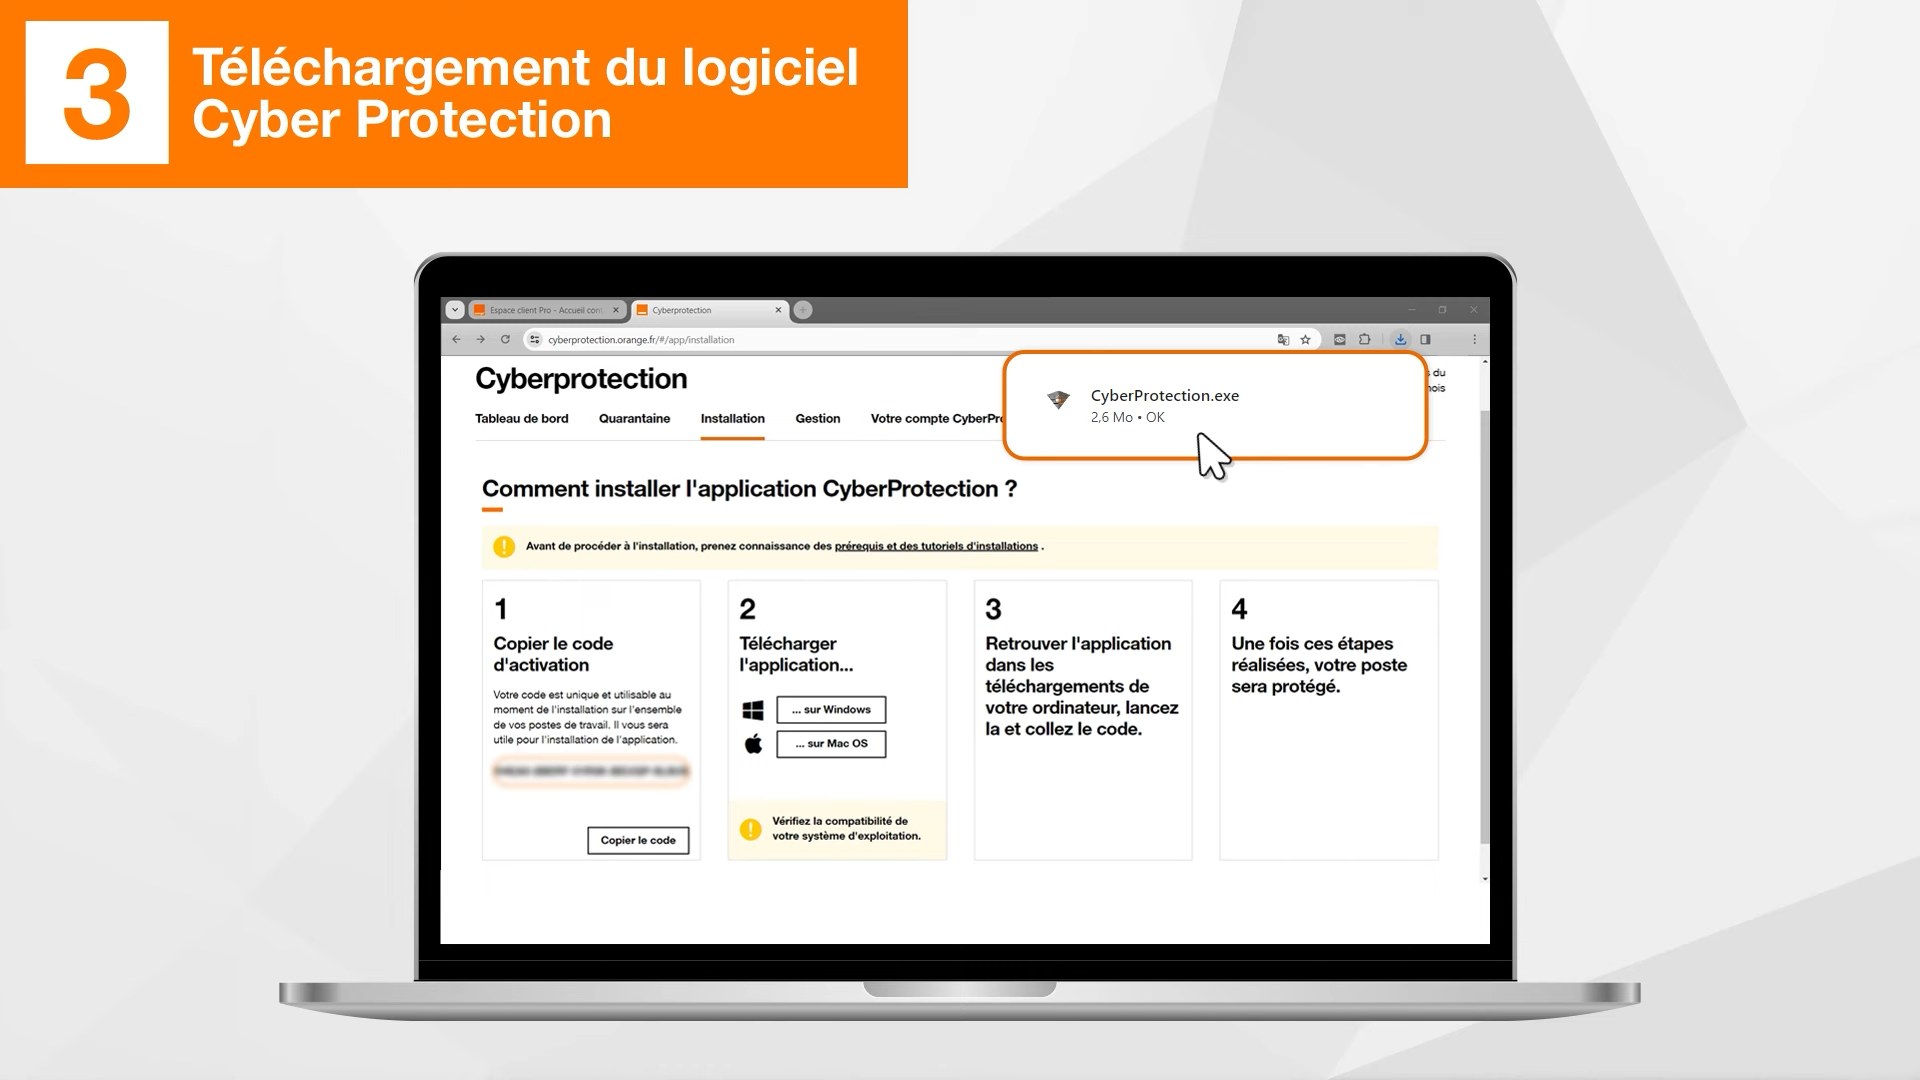 3
Téléchargement du logiciel
Cyber Protection
Espace client Pro - Accueil con
Cyberprotection
cyberprotection.orange.fr/#/app/installation
Cyberprotection
du
Tableau de bord
Quarantaine
Installation
Gestion
Votre compte CyberPr
CyberProtection.exe
2,6 Mo • OK
Comment installer l'application CyberProtection ?
Avant de procéder à l'installation, prenez connaissance des prérequis et des tutoriels d'installations .
1
Copier le code
d'activation
Votre code est unique et utilisable au
moment de l'installation sur l'ensemble
de vos postes de travail. Il vous sera
utile pour l'installation de l'application.
Copier le code
2
Télécharger
l'application...
... sur Windows
... sur Mac OS
Vérifiez la compatibilité de
votre système d'exploitation.
3
Retrouver l'application
dans les
téléchargements de
votre ordinateur, lancez
la et collez le code.
4
Une fois ces étapes
réalisées, votre poste
sera protégé.